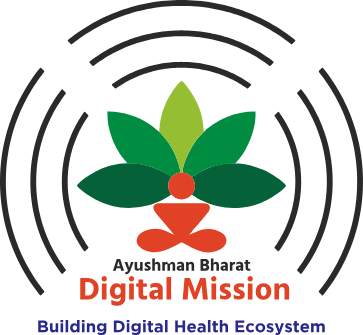 Ayushman Bharat
Digital Mission
Building Digital Health Ecosystem